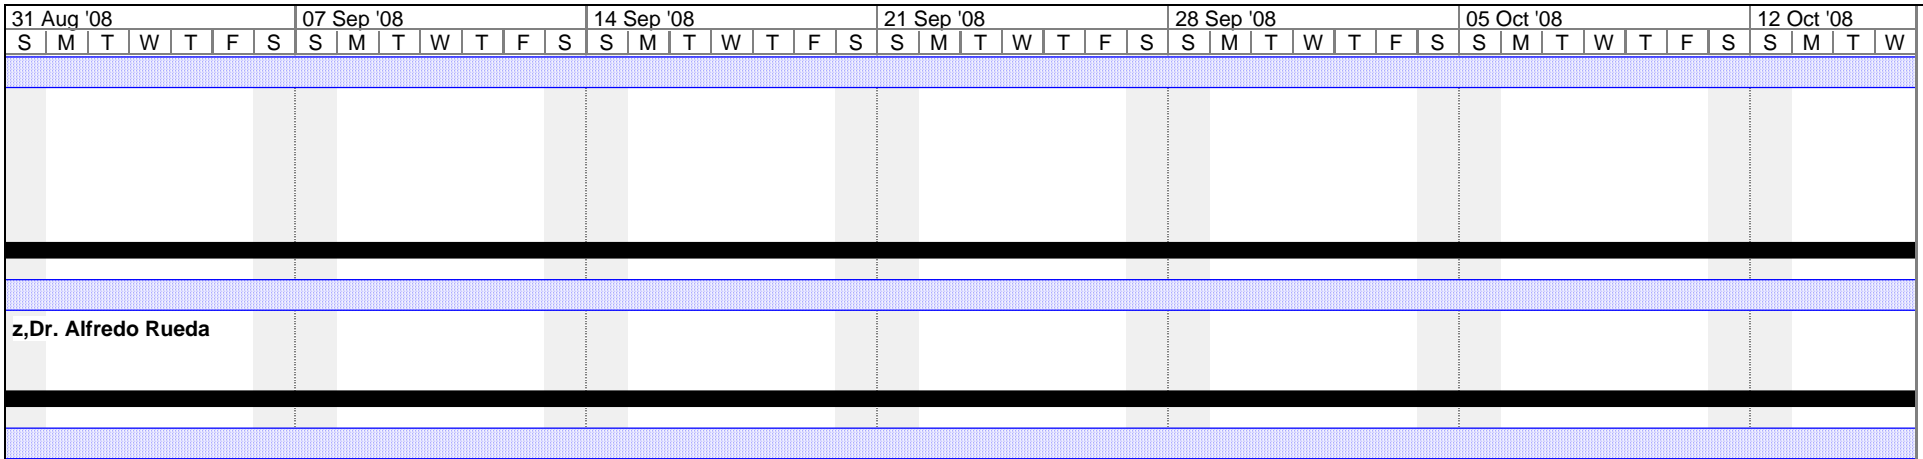 31 Aug '08 07 Sep '08 14 Sep '08 21 Sep '08 28 Sep '08 05 Oct '08 12 Oct '08
S M T W T F S S M T W T F S S M T W T F S S M T W T F S S M T W T F S S M T W T F S S M T W
z,Dr. Alfredo Rueda